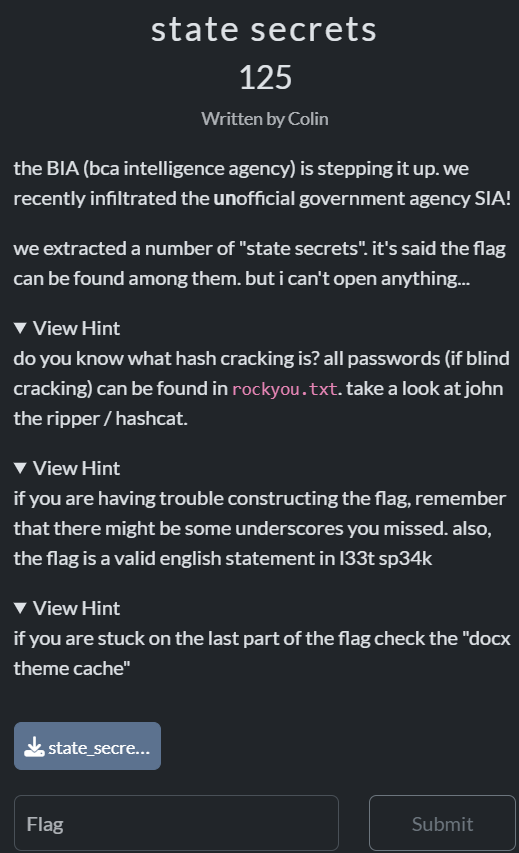 state secrets
125
Written by Colin
the BIA (bca intelligence agency) is stepping it up. we
recently infiltrated the unofficial government agency SIA!
we extracted a number of "state secrets". it's said the flag
can be found among them. but i can't open anything...
▼ View Hint
do you know what hash cracking is? all passwords (if blind
cracking) can be found in rockyou.txt. take a look at john
the ripper / hashcat.
▼ View Hint
if you are having trouble constructing the flag, remember
that there might be some underscores you missed. also,
the flag is a valid english statement in l33t sp34k
▼ View Hint
if you are stuck on the last part of the flag check the "docx
theme cache"
state_secre...
Flag
Submit